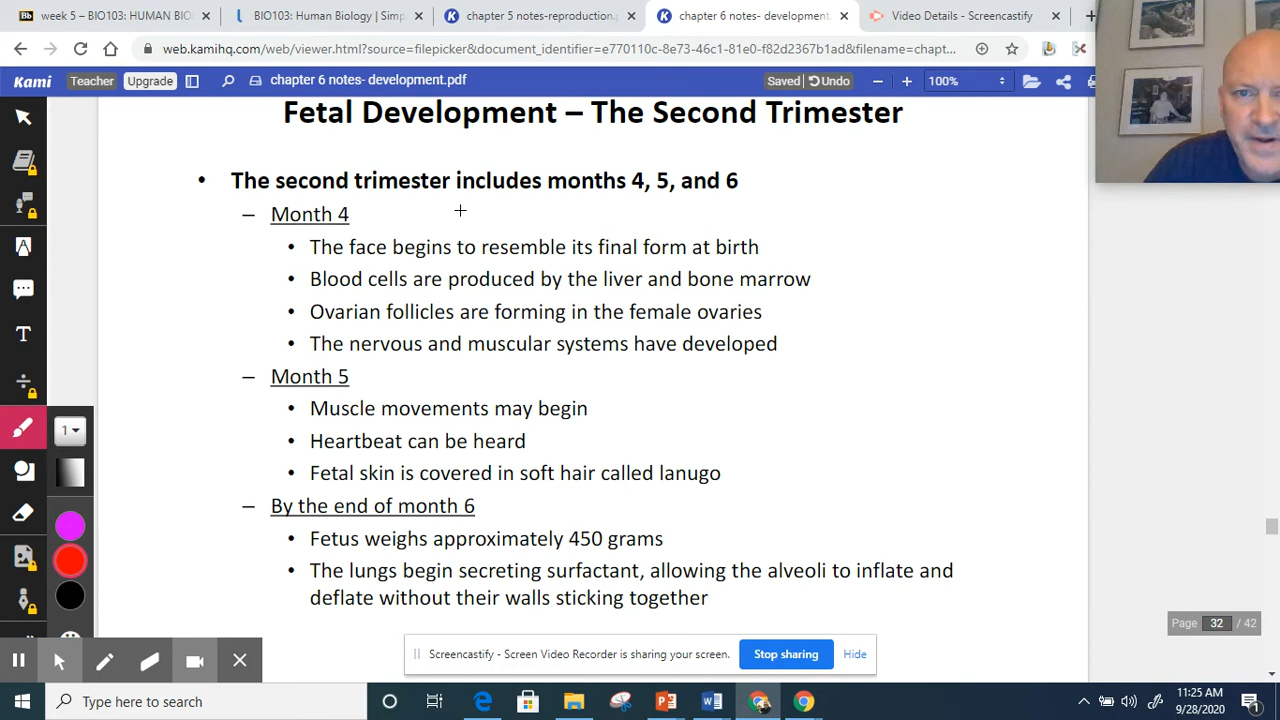 week 5 – BIO103: HUMAN BIO
BIO103: Human Biology | Simp
chapter 5 notes-reproduction.p
chapter 6 notes- development
Video Details - Screencastify
web.kamihq.com/web/viewer.html?source=filepicker&document_identifier=e770110c-8e73-46c1-81e0-f82d2367b1ad&filename=chapt...
Kami Teacher Upgrade chapter 6 notes- development.pdf Saved Undo 100%
Fetal Development – The Second Trimester
• The second trimester includes months 4, 5, and 6
– Month 4
• The face begins to resemble its final form at birth
• Blood cells are produced by the liver and bone marrow
• Ovarian follicles are forming in the female ovaries
• The nervous and muscular systems have developed
– Month 5
• Muscle movements may begin
• Heartbeat can be heard
• Fetal skin is covered in soft hair called lanugo
– By the end of month 6
• Fetus weighs approximately 450 grams
• The lungs begin secreting surfactant, allowing the alveoli to inflate and
deflate without their walls sticking together
1
Page 32 / 42
Screencastify - Screen Video Recorder is sharing your screen. Stop sharing Hide
Type here to search
11:25 AM
9/28/2020